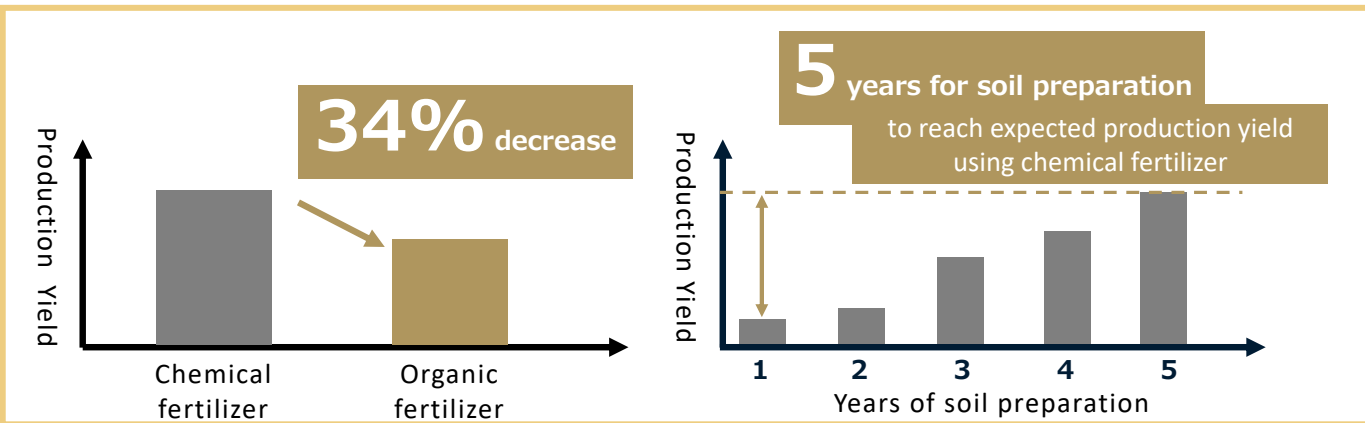 34% decrease
Production Yield
Chemical
fertilizer
Organic
fertilizer
5 years for soil preparation
to reach expected production yield
using chemical fertilizer
Production Yield
1 2 3 4 5
Years of soil preparation